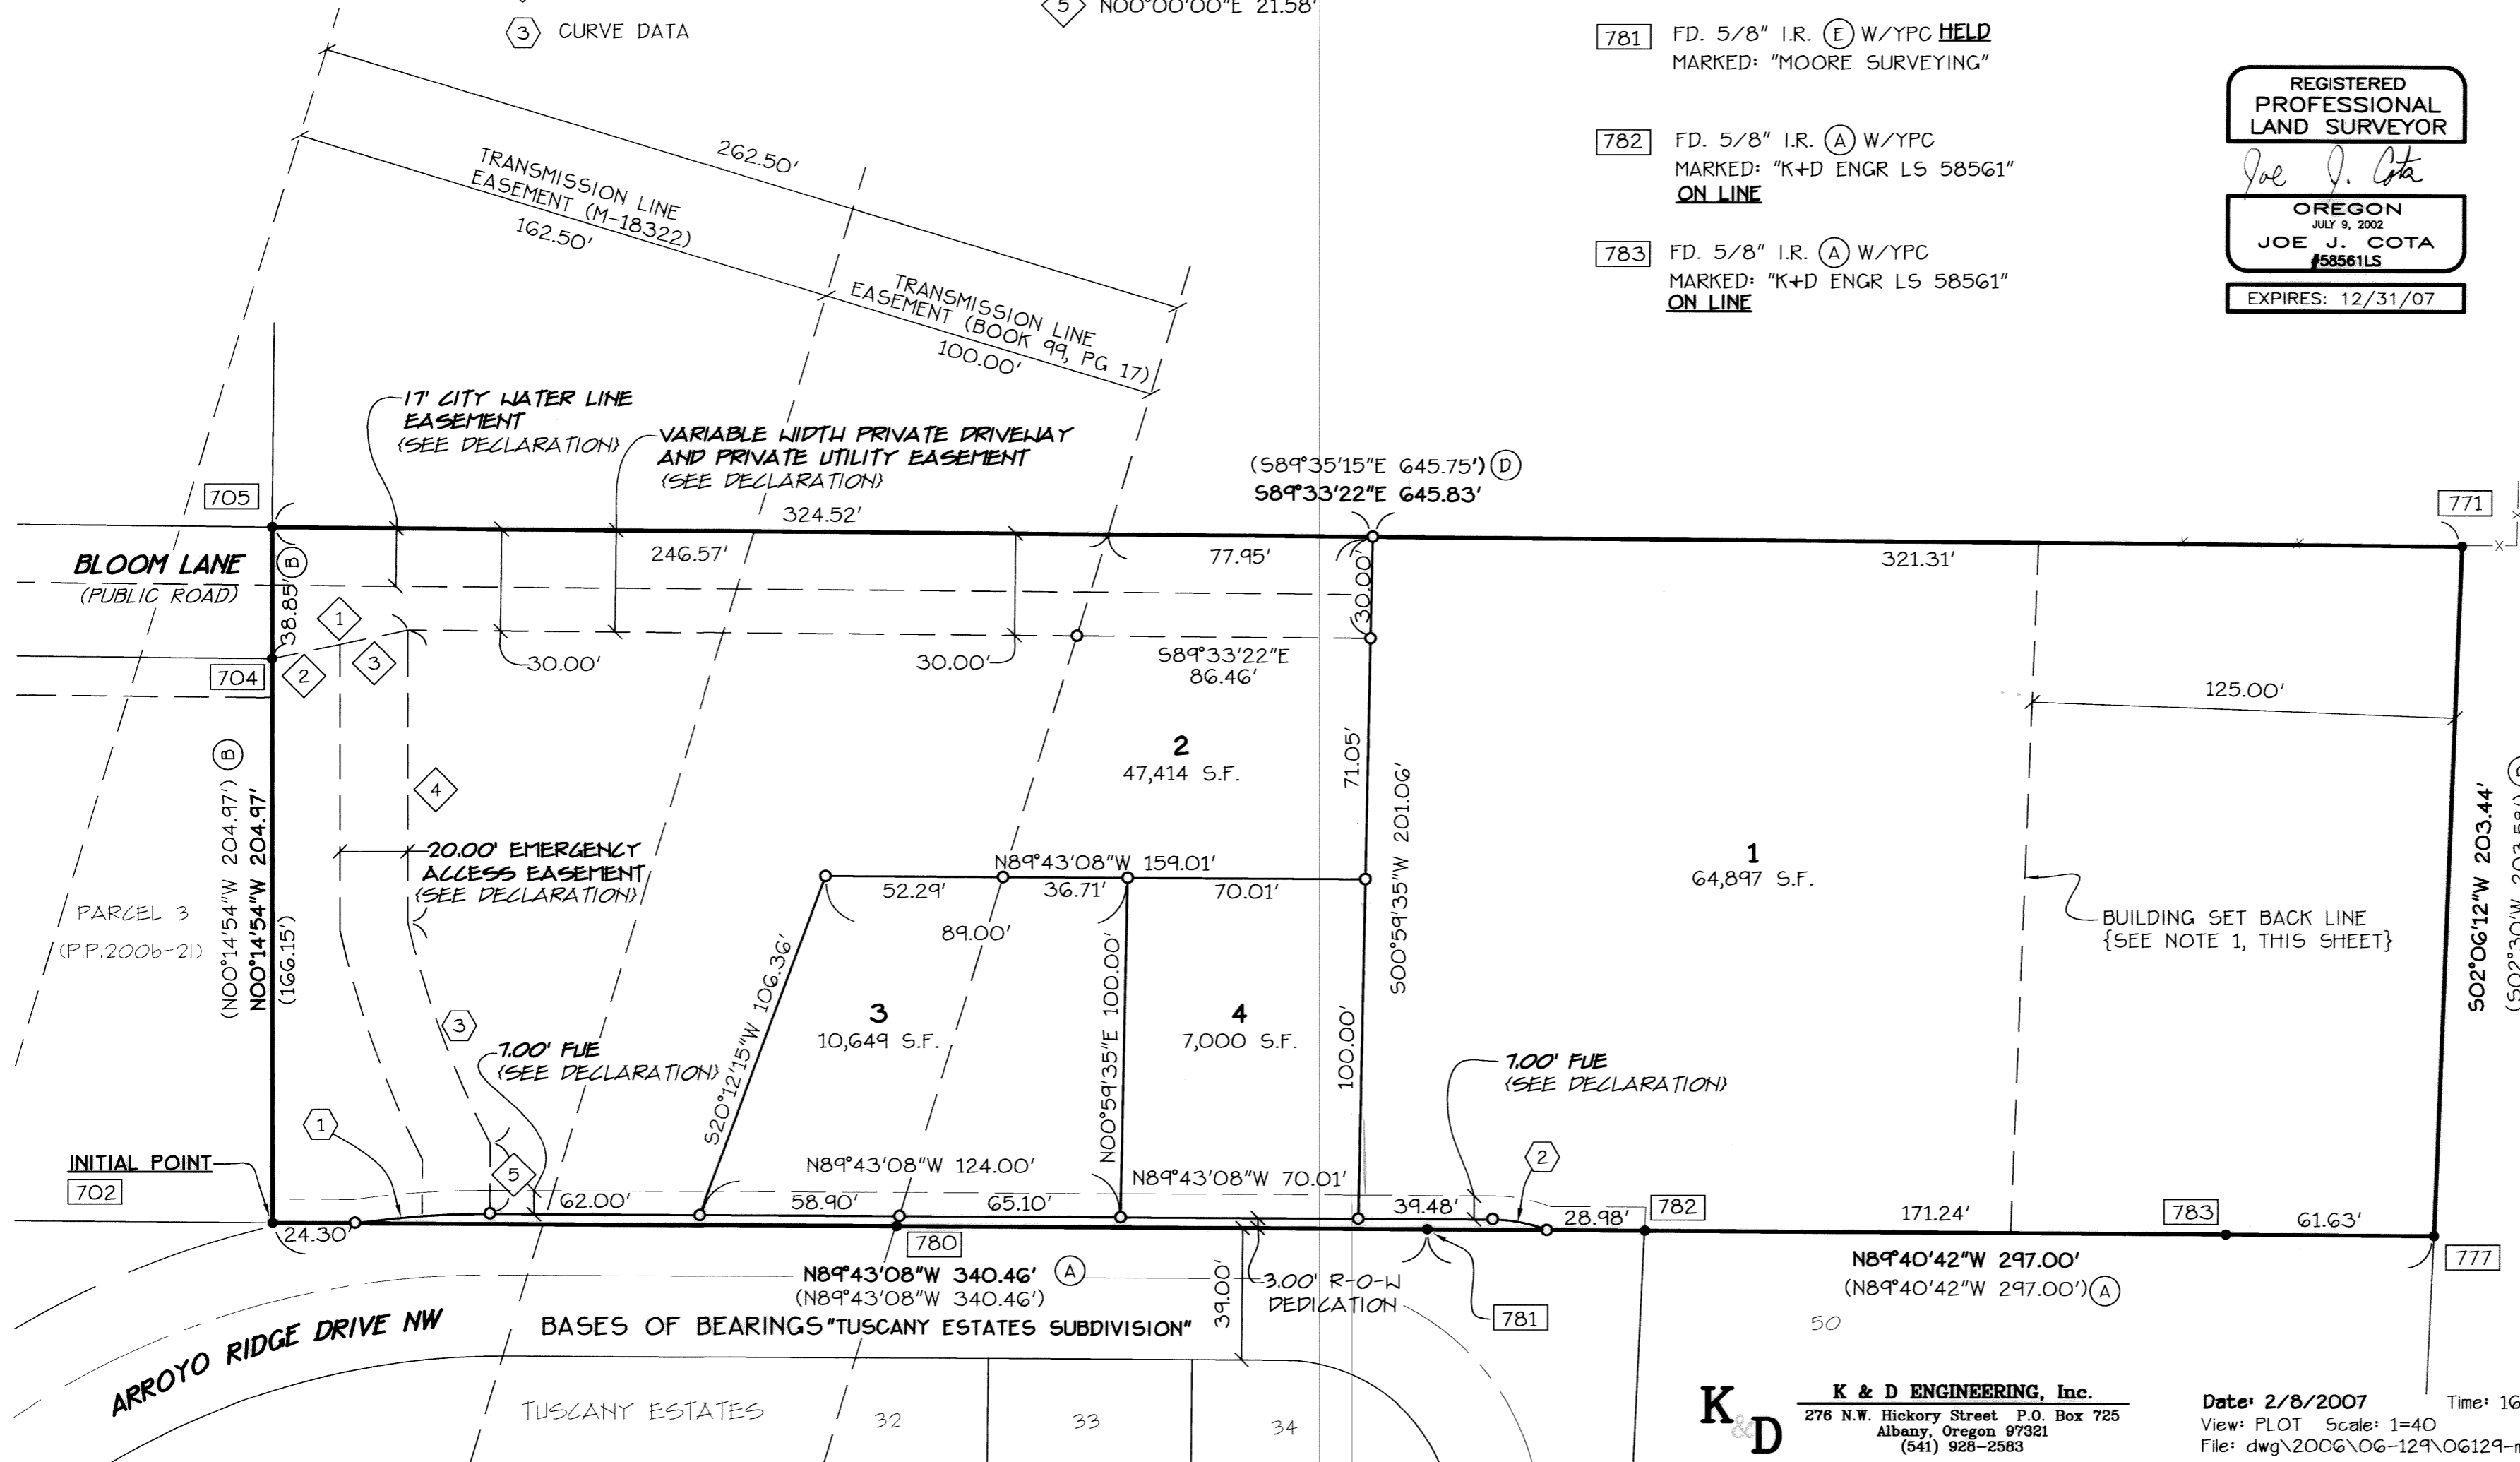 3 CURVE DATA
5 N00°00'00"E 21.58'
781 FD. 5/8" I.R. (E) W/YPC HELD
MARKED: "MOORE SURVEYING"
782 FD. 5/8" I.R. (A) W/YPC
MARKED: "K+D ENGR LS 58561"
ON LINE
783 FD. 5/8" I.R. (A) W/YPC
MARKED: "K+D ENGR LS 58561"
ON LINE
REGISTERED
PROFESSIONAL
LAND SURVEYOR
Joe J. Cota
OREGON
JULY 9, 2002
JOE J. COTA
#58561LS
EXPIRES: 12/31/07
262.50'
TRANSMISSION LINE
EASEMENT (M-18322)
162.50'
TRANSMISSION LINE
EASEMENT (BOOK 99, PG 17)
100.00'
17' CITY WATER LINE
EASEMENT
{SEE DECLARATION}
VARIABLE WIDTH PRIVATE DRIVEWAY
AND PRIVATE UTILITY EASEMENT
{SEE DECLARATION}
(S89°35'15"E 645.75') (D)
S89°33'22"E 645.83'
705
324.52'
771
BLOOM LANE
(PUBLIC ROAD)
38.85' (B)
246.57'
77.95'
30.00'
321.31'
1
2
3
704
30.00'
30.00'
S89°33'22"E
86.46'
125.00'
2
47,414 S.F.
71.05'
S00°59'35"W 201.06'
4
(N00°14'54"W 204.97') (B)
N00°14'54"W 204.97'
(166.15')
20.00' EMERGENCY
ACCESS EASEMENT
{SEE DECLARATION}
N89°43'08"W 159.01'
52.29'
36.71'
70.01'
89.00'
1
64,897 S.F.
S02°06'12"W 203.44'
BUILDING SET BACK LINE
{SEE NOTE 1, THIS SHEET}
PARCEL 3
(P.P.2006-21)
3
7.00' FUE
{SEE DECLARATION}
S20°12'15"W 106.36'
3
10,649 S.F.
N00°59'35"E 100.00'
4
7,000 S.F.
100.00'
7.00' FUE
{SEE DECLARATION}
1
2
INITIAL POINT
702
5
N89°43'08"W 124.00'
N89°43'08"W 70.01'
24.30'
62.00'
58.90'
65.10'
39.48'
28.98'
782
171.24'
783
61.63'
780
777
N89°43'08"W 340.46' (A)
(N89°43'08"W 340.46')
39.00'
3.00' R-O-W
DEDICATION
781
N89°40'42"W 297.00'
(N89°40'42"W 297.00') (A)
ARROYO RIDGE DRIVE NW
BASES OF BEARINGS "TUSCANY ESTATES SUBDIVISION"
50
TUSCANY ESTATES
32
33
34
K & D
K & D ENGINEERING, Inc.
276 N.W. Hickory Street P.O. Box 725
Albany, Oregon 97321
(541) 928-2583
Date: 2/8/2007 Time: 16
View: PLOT Scale: 1=40
File: dwg\2006\06-129\06129-